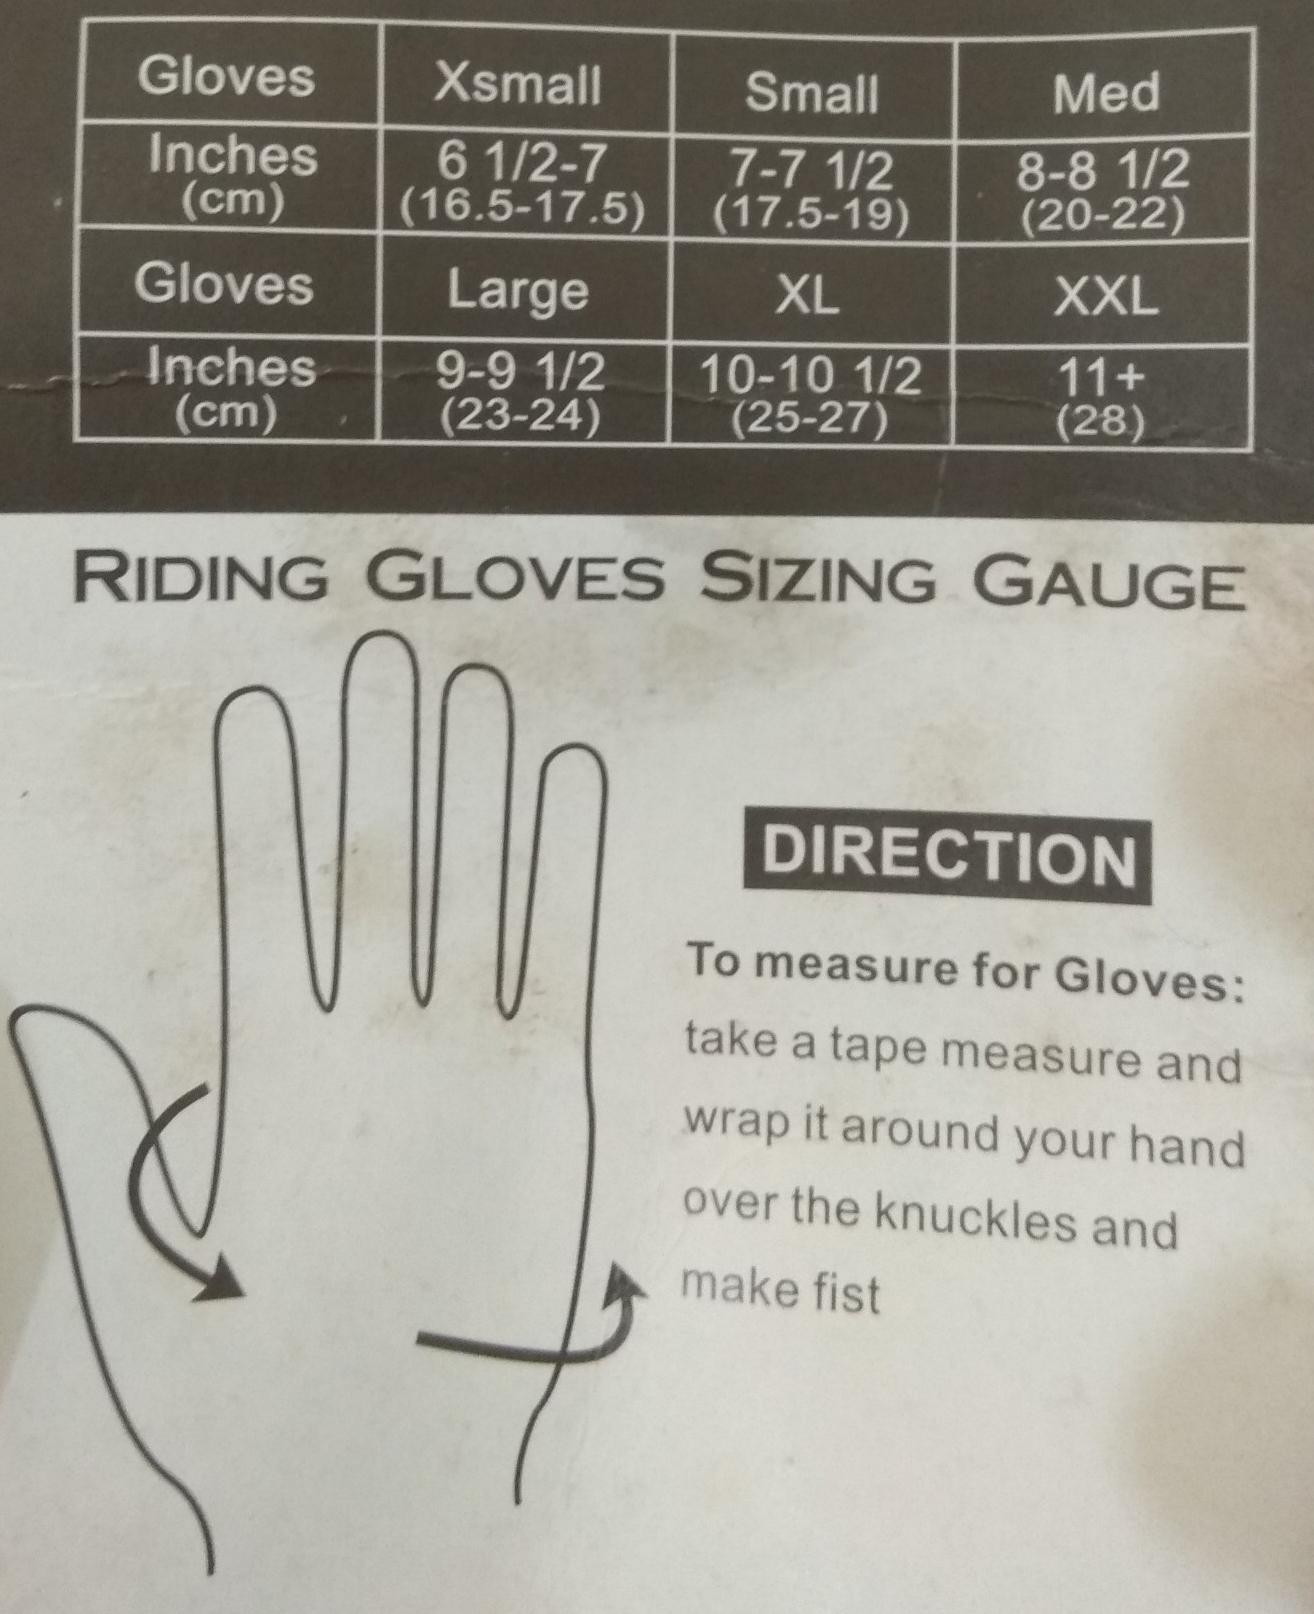 Gloves Xsmall Small Med
Inches 6 1/2-7 7-7 1/2 8-8 1/2
(cm) (16.5-17.5) (17.5-19) (20-22)
Gloves Large XL XXL
Inches 9-9 1/2 10-10 1/2 11+
(cm) (23-24) (25-27) (28)
RIDING GLOVES SIZING GAUGE
DIRECTION
To measure for Gloves:
take a tape measure and
wrap it around your hand
over the knuckles and
make fist